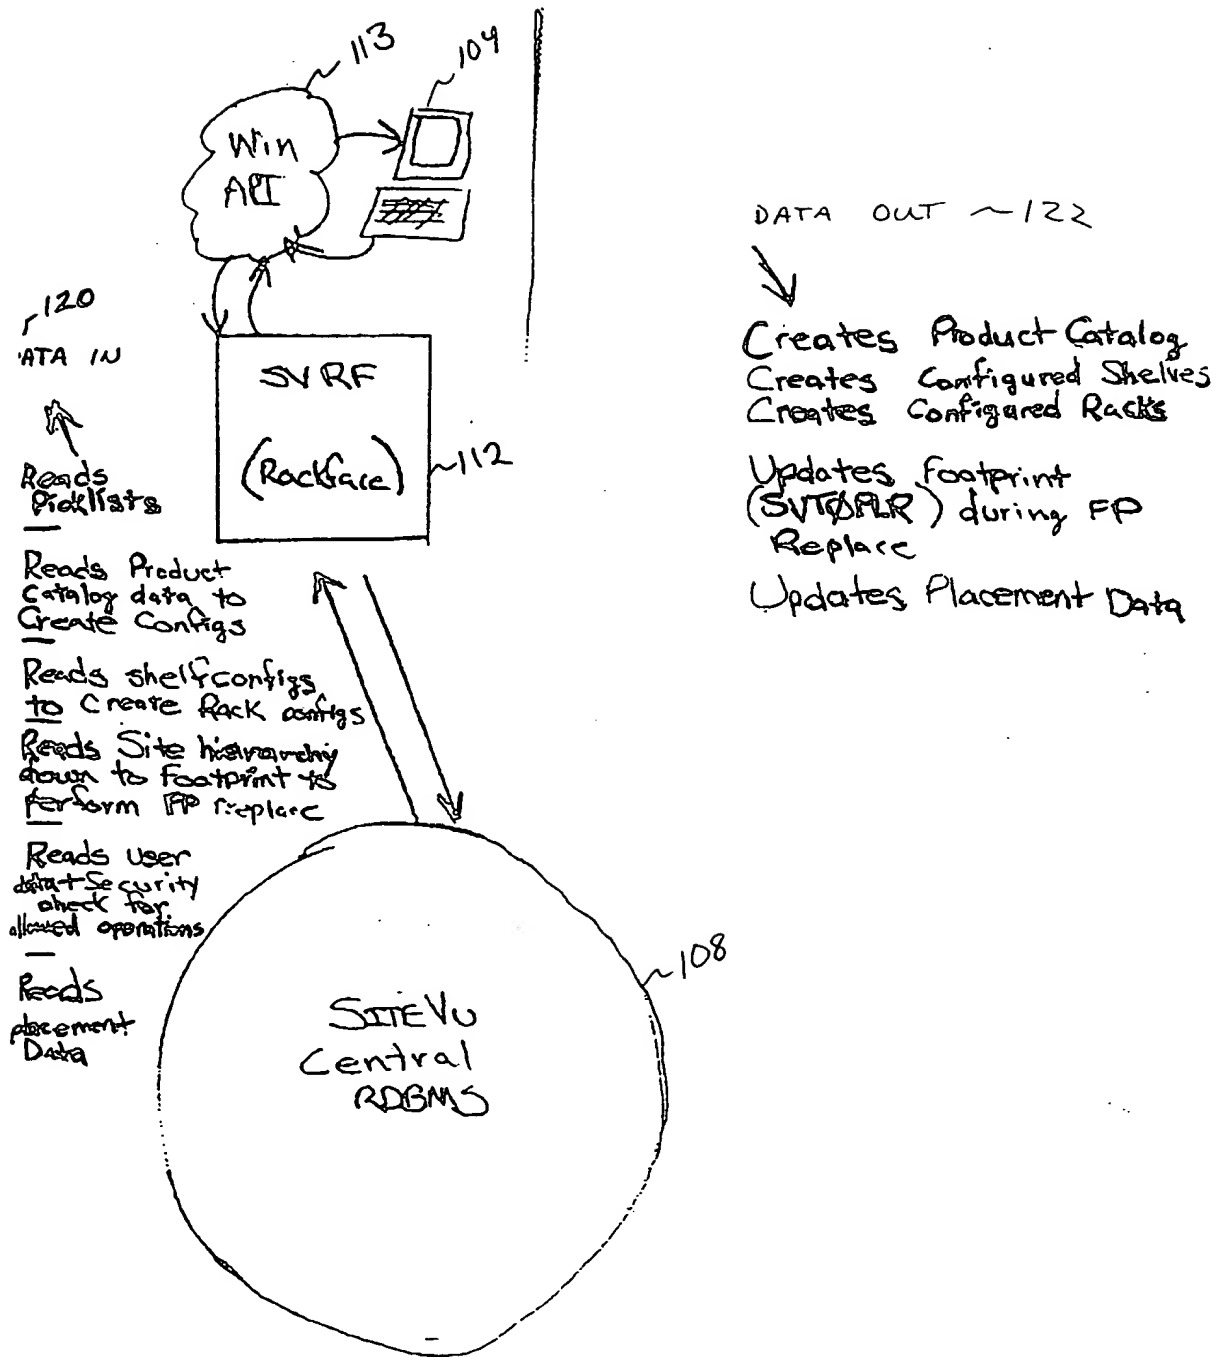 113
104
Win
API
120
ATA IN
SVRF
(Rackface)
112
Reads
Picklists
Reads Product
Catalog data to
Create Configs
Reads shelf configs
to Create Rack configs
Reads Site hierarchy
down to Footprint to
Perform FP replace
Reads user
data + Security
check for
allowed operations
Reads
placement
Data
SITEVU
Central
RDBMS
108
DATA OUT ~122
Creates Product Catalog
Creates Configured Shelves
Creates Configured Racks
Updates Footprint
(SVTØFLR) during FP
Replace
Updates Placement Data